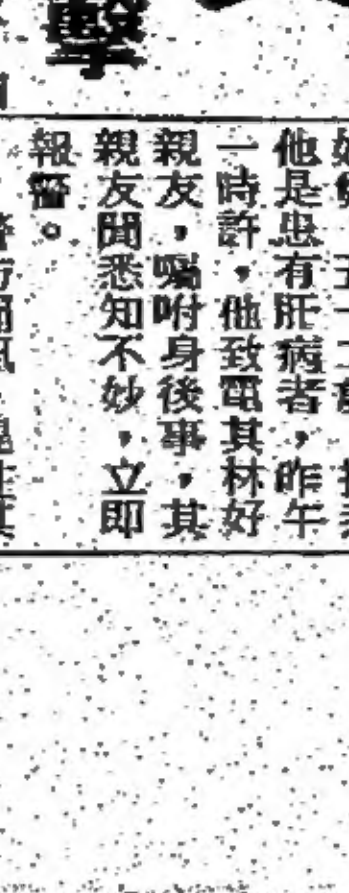 擊
他是患有肝病者，昨午
一時許，他致電其林好
親友，囑咐身後事，其
親友聞悉知不妙，立即
報警。